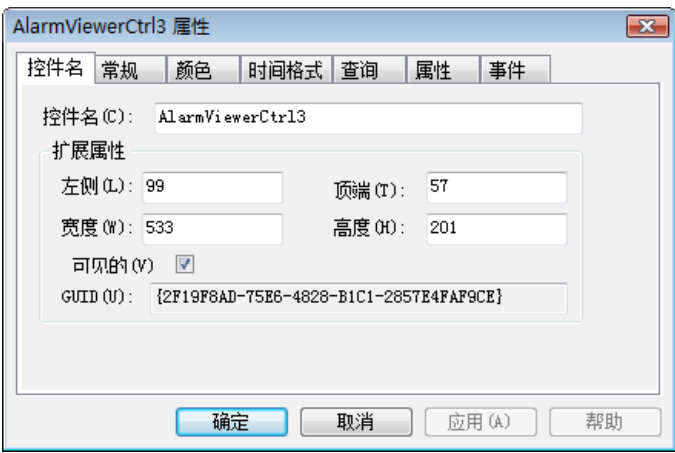 AlarmViewerCtrl3 属性
控件名 常规 颜色 时间格式 查询 属性 事件
控件名(C): AlarmViewerCtrl3
扩展属性
左侧(L): 99 顶端(T): 57
宽度(W): 533 高度(H): 201
可见的(V)
GUID(U): {2F19F8AD-75E6-4828-B1C1-2857E4FAF9CE}
确定 取消 应用(A) 帮助